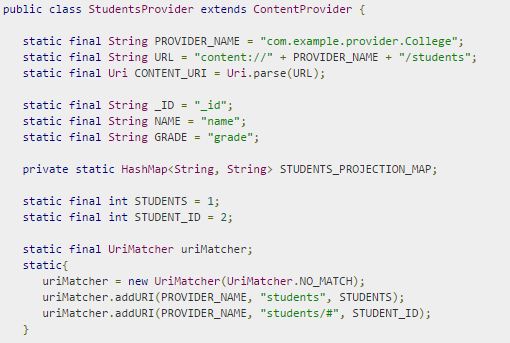 public class StudentsProvider extends ContentProvider {
static final String PROVIDER_NAME = "com.example.provider.College";
static final String URL = "content://" + PROVIDER_NAME + "/students";
static final Uri CONTENT_URI = Uri.parse(URL);
static final String _ID = "_id";
static final String NAME = "name";
static final String GRADE = "grade";
private static HashMap<String, String> STUDENTS_PROJECTION_MAP;
static final int STUDENTS = 1;
static final int STUDENT_ID = 2;
static final UriMatcher uriMatcher;
static{
uriMatcher = new UriMatcher(UriMatcher.NO_MATCH);
uriMatcher.addURI(PROVIDER_NAME, "students", STUDENTS);
uriMatcher.addURI(PROVIDER_NAME, "students/#", STUDENT_ID);
}